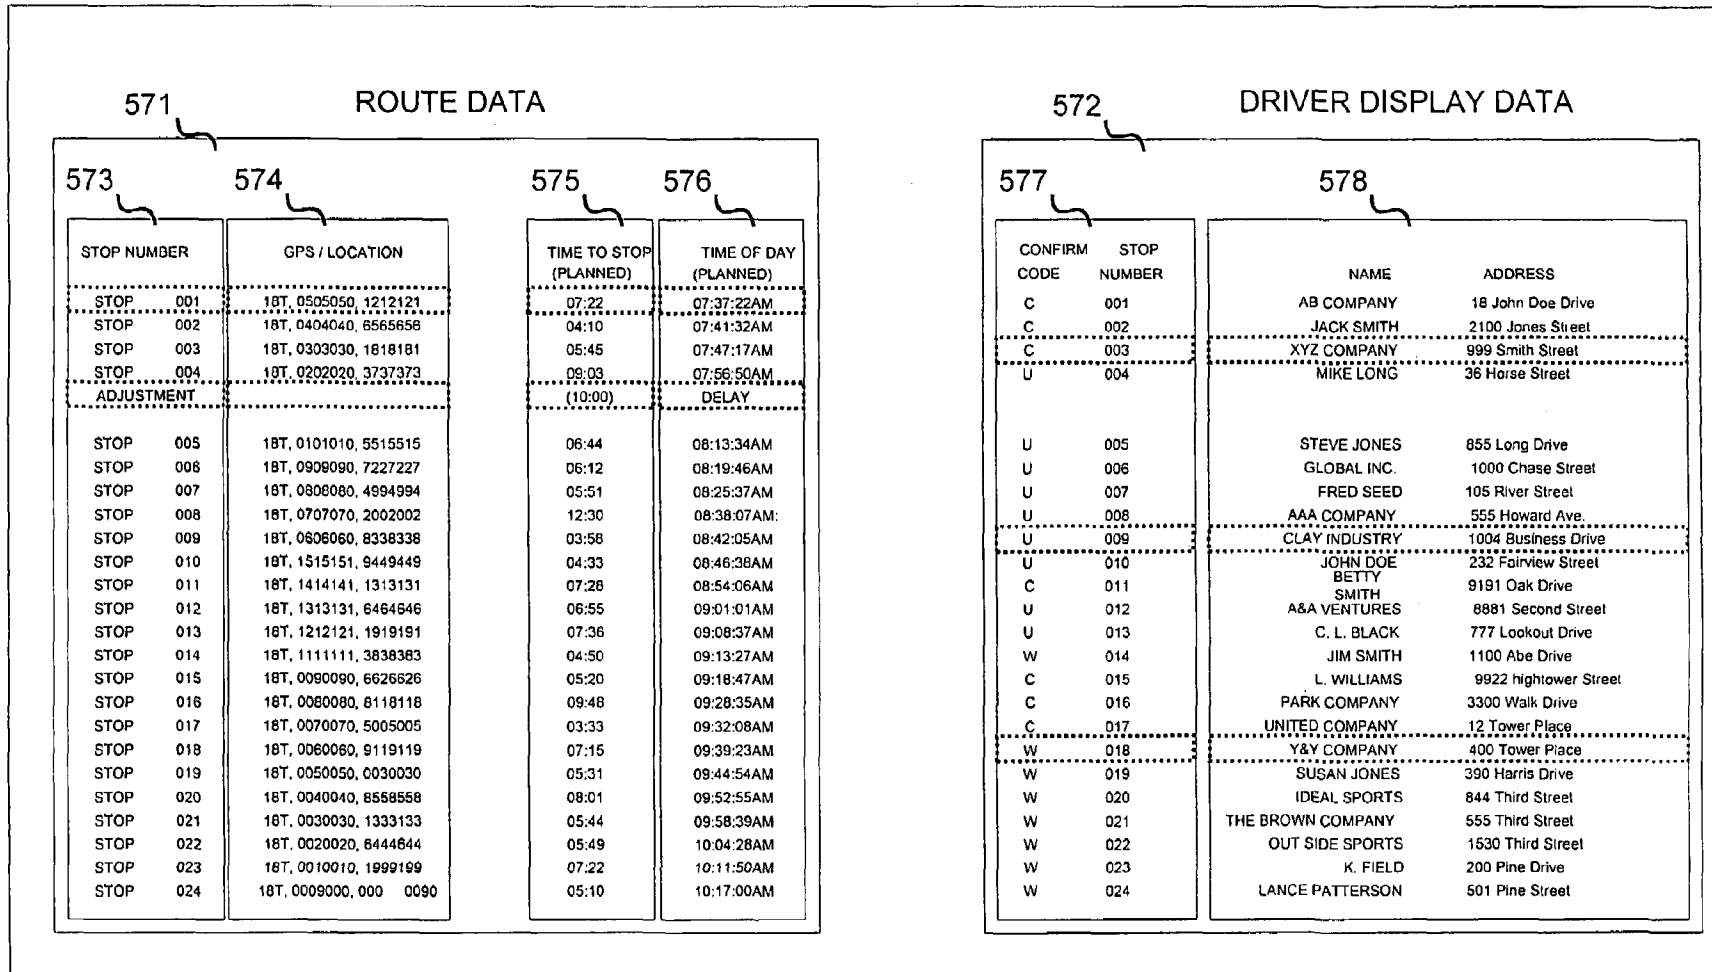 571 ROUTE DATA
573 574 575 576
STOP NUMBER GPS / LOCATION TIME TO STOP (PLANNED) TIME OF DAY (PLANNED)
STOP 001 18T, 0505050, 1212121 07:22 07:37:22AM
STOP 002 18T, 0404040, 6565656 04:10 07:41:32AM
STOP 003 18T, 0303030, 1818181 05:45 07:47:17AM
STOP 004 18T, 0202020, 3737373 09:03 07:56:50AM
ADJUSTMENT (10:00) DELAY
STOP 005 18T, 0101010, 5515515 06:44 08:13:34AM
STOP 006 18T, 0909090, 7227227 06:12 08:19:46AM
STOP 007 18T, 0808080, 4994994 05:51 08:25:37AM
STOP 008 18T, 0707070, 2002002 12:30 08:38:07AM:
STOP 009 18T, 0606060, 8338338 03:58 08:42:05AM
STOP 010 18T, 1515151, 9449449 04:33 08:46:38AM
STOP 011 18T, 1414141, 1313131 07:28 08:54:06AM
STOP 012 18T, 1313131, 6464646 06:55 09:01:01AM
STOP 013 18T, 1212121, 1919191 07:36 09:08:37AM
STOP 014 18T, 1111111, 3838383 04:50 09:13:27AM
STOP 015 18T, 0090090, 6626626 05:20 09:18:47AM
STOP 016 18T, 0080080, 8118118 09:48 09:28:35AM
STOP 017 18T, 0070070, 5005005 03:33 09:32:08AM
STOP 018 18T, 0060060, 9119119 07:15 09:39:23AM
STOP 019 18T, 0050050, 0030030 05:31 09:44:54AM
STOP 020 18T, 0040040, 8558558 08:01 09:52:55AM
STOP 021 18T, 0030030, 1333133 05:44 09:58:39AM
STOP 022 18T, 0020020, 6444644 05:49 10:04:28AM
STOP 023 18T, 0010010, 1999199 07:22 10:11:50AM
STOP 024 18T, 0009000, 000 0090 05:10 10:17:00AM
572 DRIVER DISPLAY DATA
577 578
CONFIRM STOP
CODE NUMBER NAME ADDRESS
C 001 AB COMPANY 18 John Doe Drive
C 002 JACK SMITH 2100 Jones Street
C 003 XYZ COMPANY 999 Smith Street
U 004 MIKE LONG 36 Horse Street
U 005 STEVE JONES 855 Long Drive
U 006 GLOBAL INC. 1000 Chase Street
U 007 FRED SEED 105 River Street
U 008 AAA COMPANY 555 Howard Ave.
U 009 CLAY INDUSTRY 1004 Business Drive
U 010 JOHN DOE 232 Fairview Street
C 011 BETTY SMITH 9191 Oak Drive
U 012 A&A VENTURES 8881 Second Street
U 013 C. L. BLACK 777 Lookout Drive
W 014 JIM SMITH 1100 Abe Drive
C 015 L. WILLIAMS 9922 hightower Street
C 016 PARK COMPANY 3300 Walk Drive
C 017 UNITED COMPANY 12 Tower Place
W 018 Y&Y COMPANY 400 Tower Place
W 019 SUSAN JONES 390 Harris Drive
W 020 IDEAL SPORTS 844 Third Street
W 021 THE BROWN COMPANY 555 Third Street
W 022 OUT SIDE SPORTS 1530 Third Street
W 023 K. FIELD 200 Pine Drive
W 024 LANCE PATTERSON 501 Pine Street